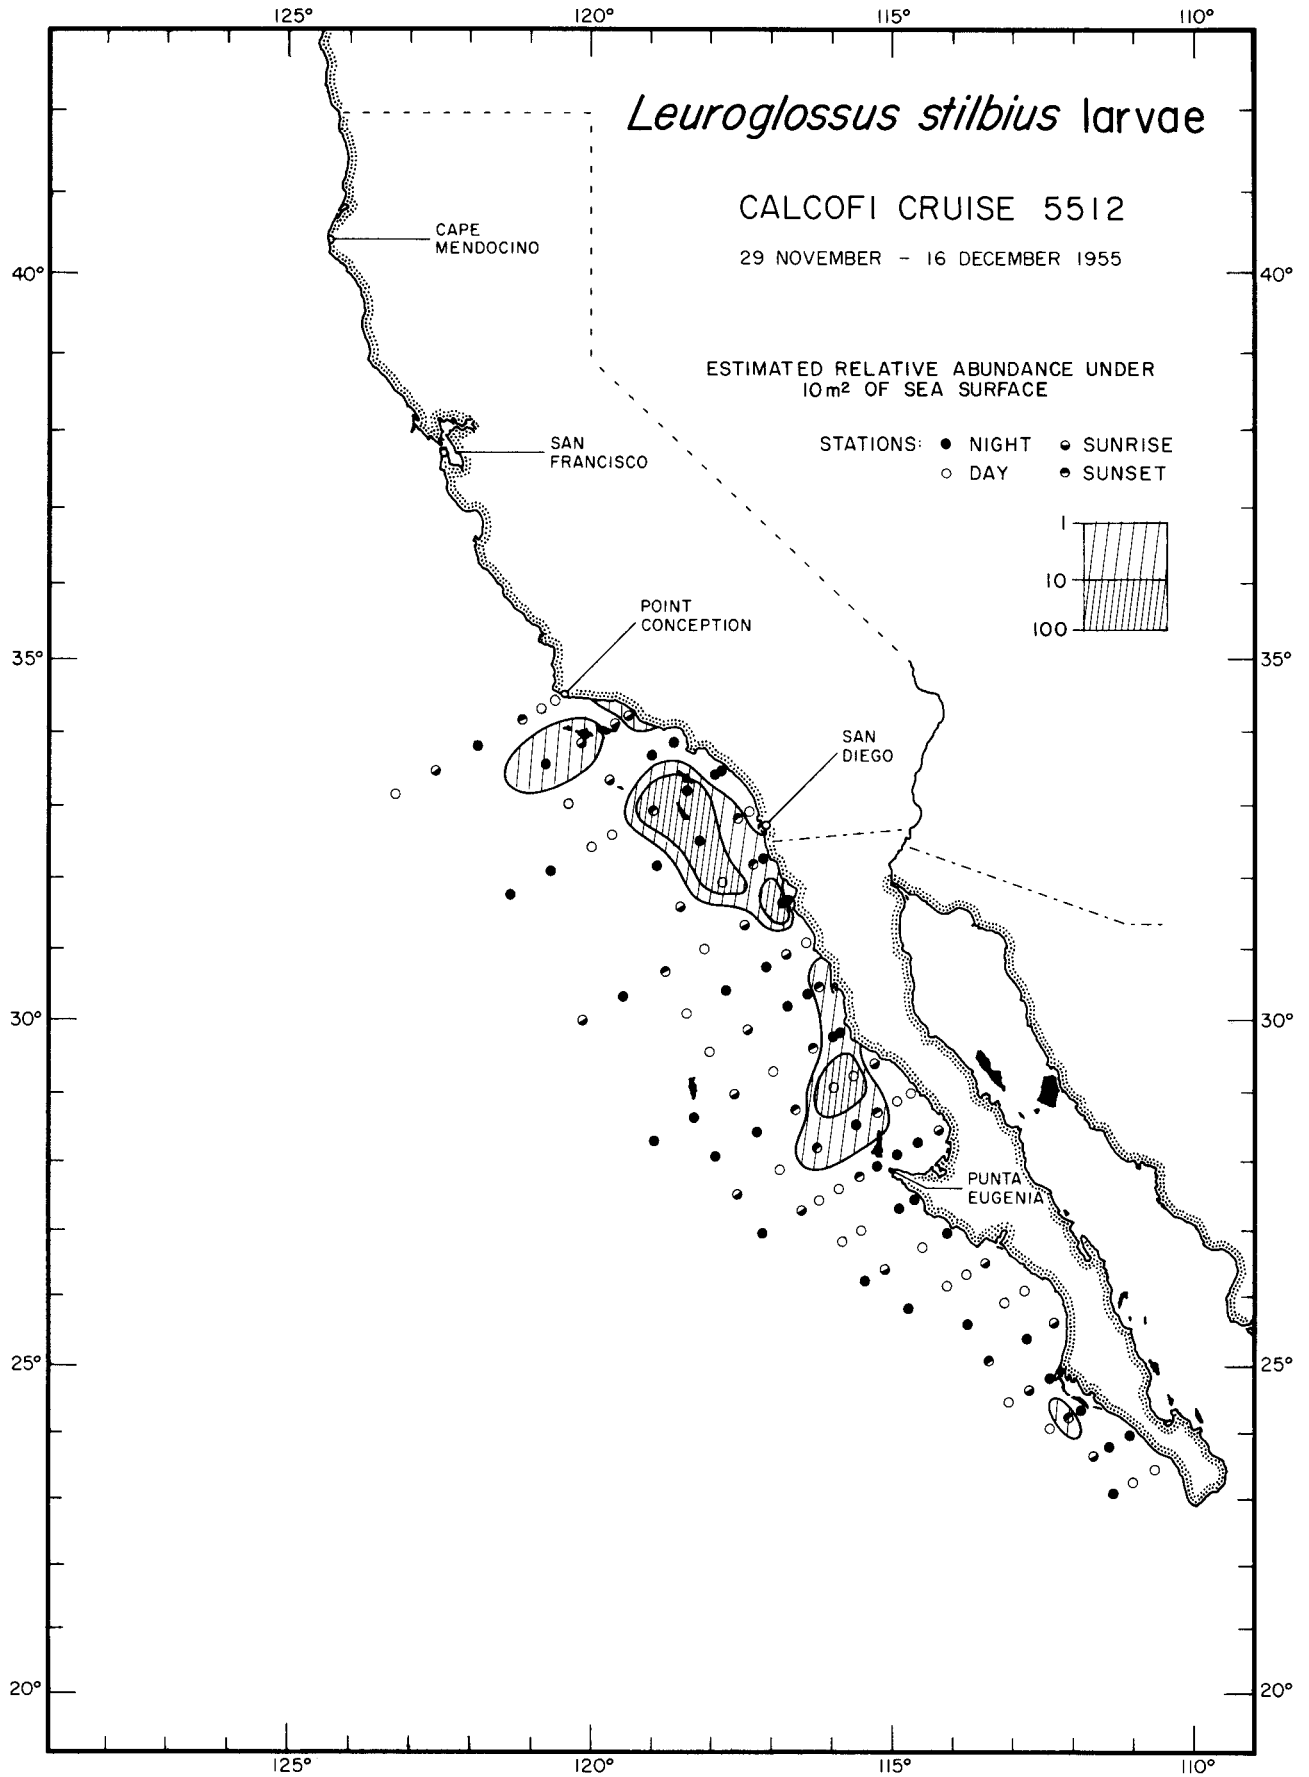 125° 120° 115° 110°
Leuroglossus stilbius larvae
CALCOFI CRUISE 5512
29 NOVEMBER - 16 DECEMBER 1955
CAPE
MENDOCINO
40° 40°
ESTIMATED RELATIVE ABUNDANCE UNDER
10m² OF SEA SURFACE
STATIONS: ● NIGHT ◒ SUNRISE
○ DAY ◓ SUNSET
SAN
FRANCISCO
1
10
100
POINT
CONCEPTION
35° 35°
SAN
DIEGO
30° 30°
PUNTA
EUGENIA
25° 25°
20° 20°
125° 120° 115° 110°